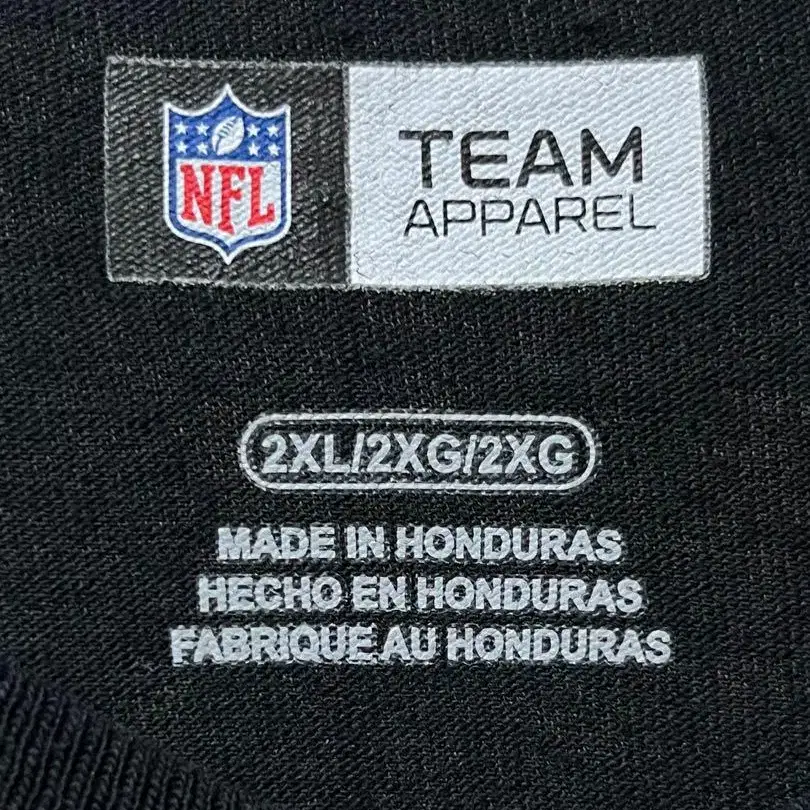 NFL
TEAM
APPAREL
2XL/2XG/2XG
MADE IN HONDURAS
HECHO EN HONDURAS
FABRIQUE AU HONDURAS